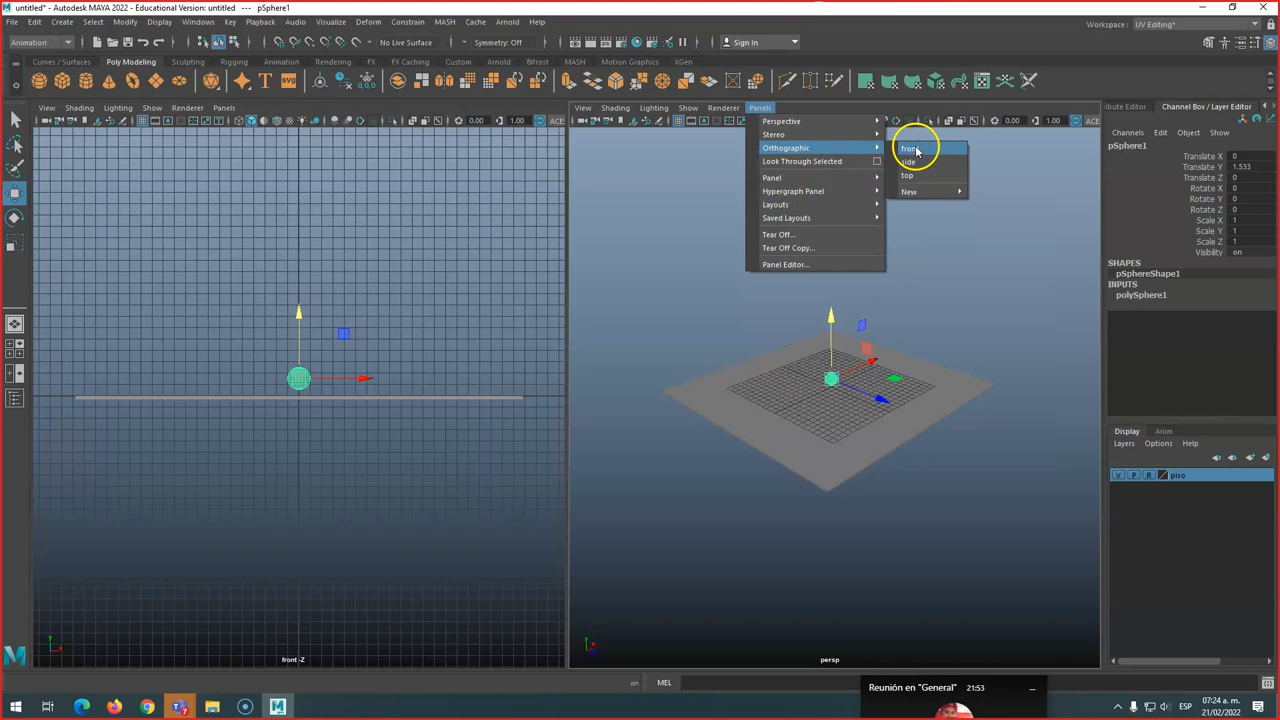 untitled* - Autodesk MAYA 2022 - Educational Version: untitled --- pSphere1
File Edit Create Select Modify Display Windows Key Playback Audio Visualize Deform Constrain MASH Cache Arnold Help
Workspace : UV Editing*
Animation
No Live Surface
Symmetry: Off
Sign In
Curves / Surfaces Poly Modeling Sculpting Rigging Animation Rendering FX FX Caching Custom Arnold Bifrost MASH Motion Graphics XGen
View Shading Lighting Show Renderer Panels
View Shading Lighting Show Renderer Panels
0.00 1.00 ACE
0.00 1.00 ACE
Perspective
Stereo
Orthographic
Look Through Selected
Panel
Hypergraph Panel
Layouts
Saved Layouts
Tear Off...
Tear Off Copy...
Panel Editor...
front
side
top
New
front -Z
persp
bute Editor
Channel Box / Layer Editor
Channels Edit Object Show
pSphere1
Translate X 0
Translate Y 1.533
Translate Z 0
Rotate X 0
Rotate Y 0
Rotate Z 0
Scale X 1
Scale Y 1
Scale Z 1
Visibility on
SHAPES
pSphereShape1
INPUTS
polySphere1
Display Anim
Layers Options Help
V P R piso
on
MEL
Reunión en "General" 21:53
ESP
07:24 a. m.
21/02/2022